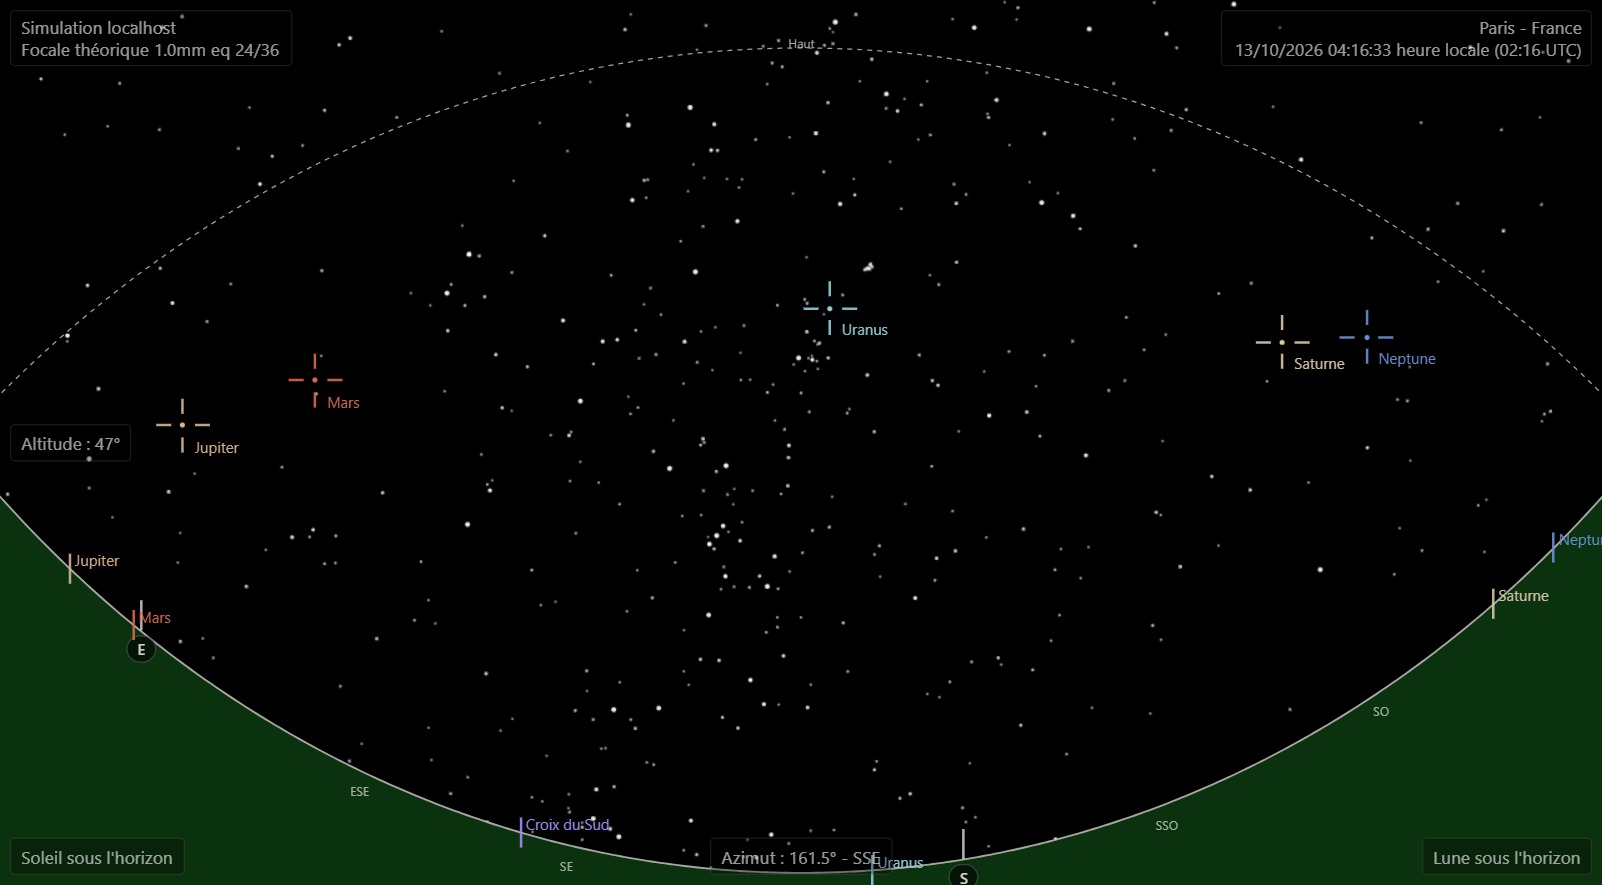 Simulation localhost
Focale théorique 1.0mm eq 24/36
Paris - France
13/10/2026 04:16:33 heure locale (02:16 UTC)
Haut
Uranus
Saturne
Neptune
Mars
Jupiter
Altitude : 47°
Jupiter
Neptu
Mars
Saturne
E
SO
ESE
Croix du Sud
SSO
SE
Azimut : 161.5° - SSE
Uranus
S
Soleil sous l'horizon
Lune sous l'horizon